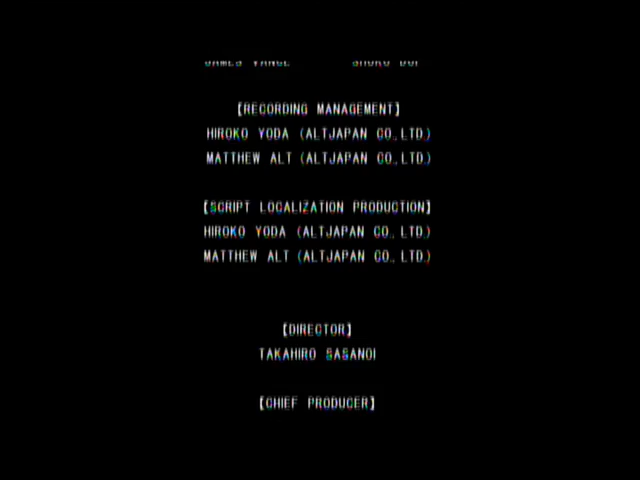 【RECORDING MANAGEMENT】
HIROKO YODA (ALTJAPAN CO.,LTD.)
MATTHEW ALT (ALTJAPAN CO.,LTD.)
【SCRIPT LOCALIZATION PRODUCTION】
HIROKO YODA (ALTJAPAN CO.,LTD.)
MATTHEW ALT (ALTJAPAN CO.,LTD.)
【DIRECTOR】
TAKAHIRO SASANOI
【CHIEF PRODUCER】